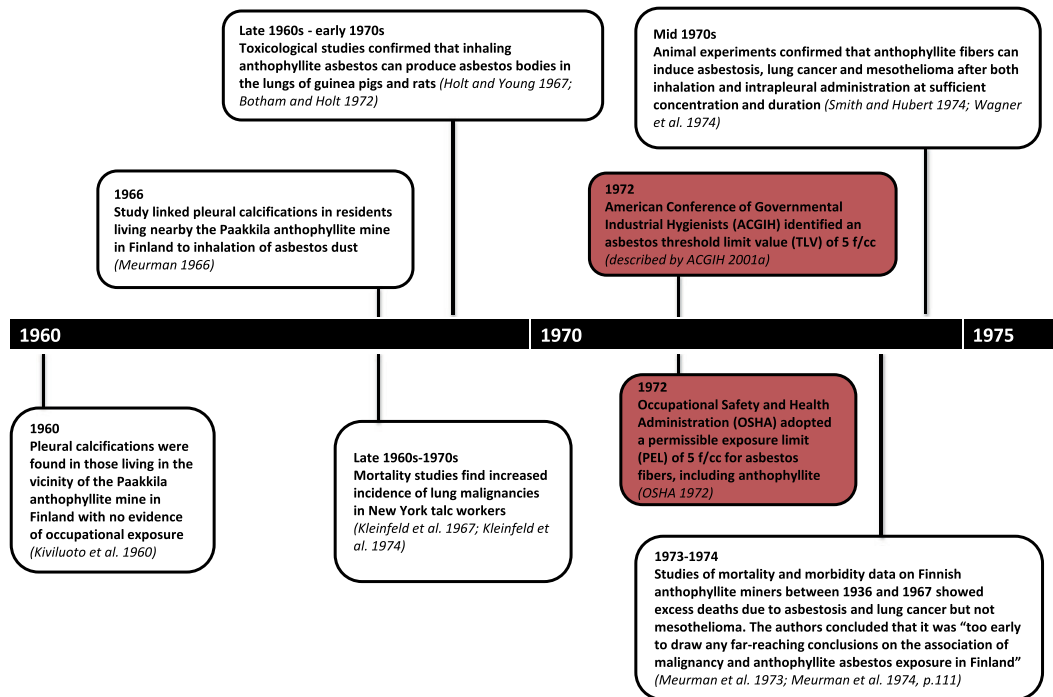 Late 1960s - early 1970s
Toxicological studies confirmed that inhaling
anthophyllite asbestos can produce asbestos bodies in
the lungs of guinea pigs and rats (Holt and Young 1967;
Botham and Holt 1972)
Mid 1970s
Animal experiments confirmed that anthophyllite fibers can
induce asbestosis, lung cancer and mesothelioma after both
inhalation and intrapleural administration at sufficient
concentration and duration (Smith and Hubert 1974; Wagner
et al. 1974)
1966
Study linked pleural calcifications in residents
living nearby the Paakkila anthophyllite mine
in Finland to inhalation of asbestos dust
(Meurman 1966)
1972
American Conference of Governmental
Industrial Hygienists (ACGIH) identified an
asbestos threshold limit value (TLV) of 5 f/cc
(described by ACGIH 2001a)
1960
1970
1975
1960
Pleural calcifications were
found in those living in the
vicinity of the Paakkila
anthophyllite mine in
Finland with no evidence
of occupational exposure
(Kiviluoto et al. 1960)
Late 1960s-1970s
Mortality studies find increased
incidence of lung malignancies
in New York talc workers
(Kleinfeld et al. 1967; Kleinfeld et
al. 1974)
1972
Occupational Safety and Health
Administration (OSHA) adopted
a permissible exposure limit
(PEL) of 5 f/cc for asbestos
fibers, including anthophyllite
(OSHA 1972)
1973-1974
Studies of mortality and morbidity data on Finnish
anthophyllite miners between 1936 and 1967 showed
excess deaths due to asbestosis and lung cancer but not
mesothelioma. The authors concluded that it was “too early
to draw any far-reaching conclusions on the association of
malignancy and anthophyllite asbestos exposure in Finland”
(Meurman et al. 1973; Meurman et al. 1974, p.111)